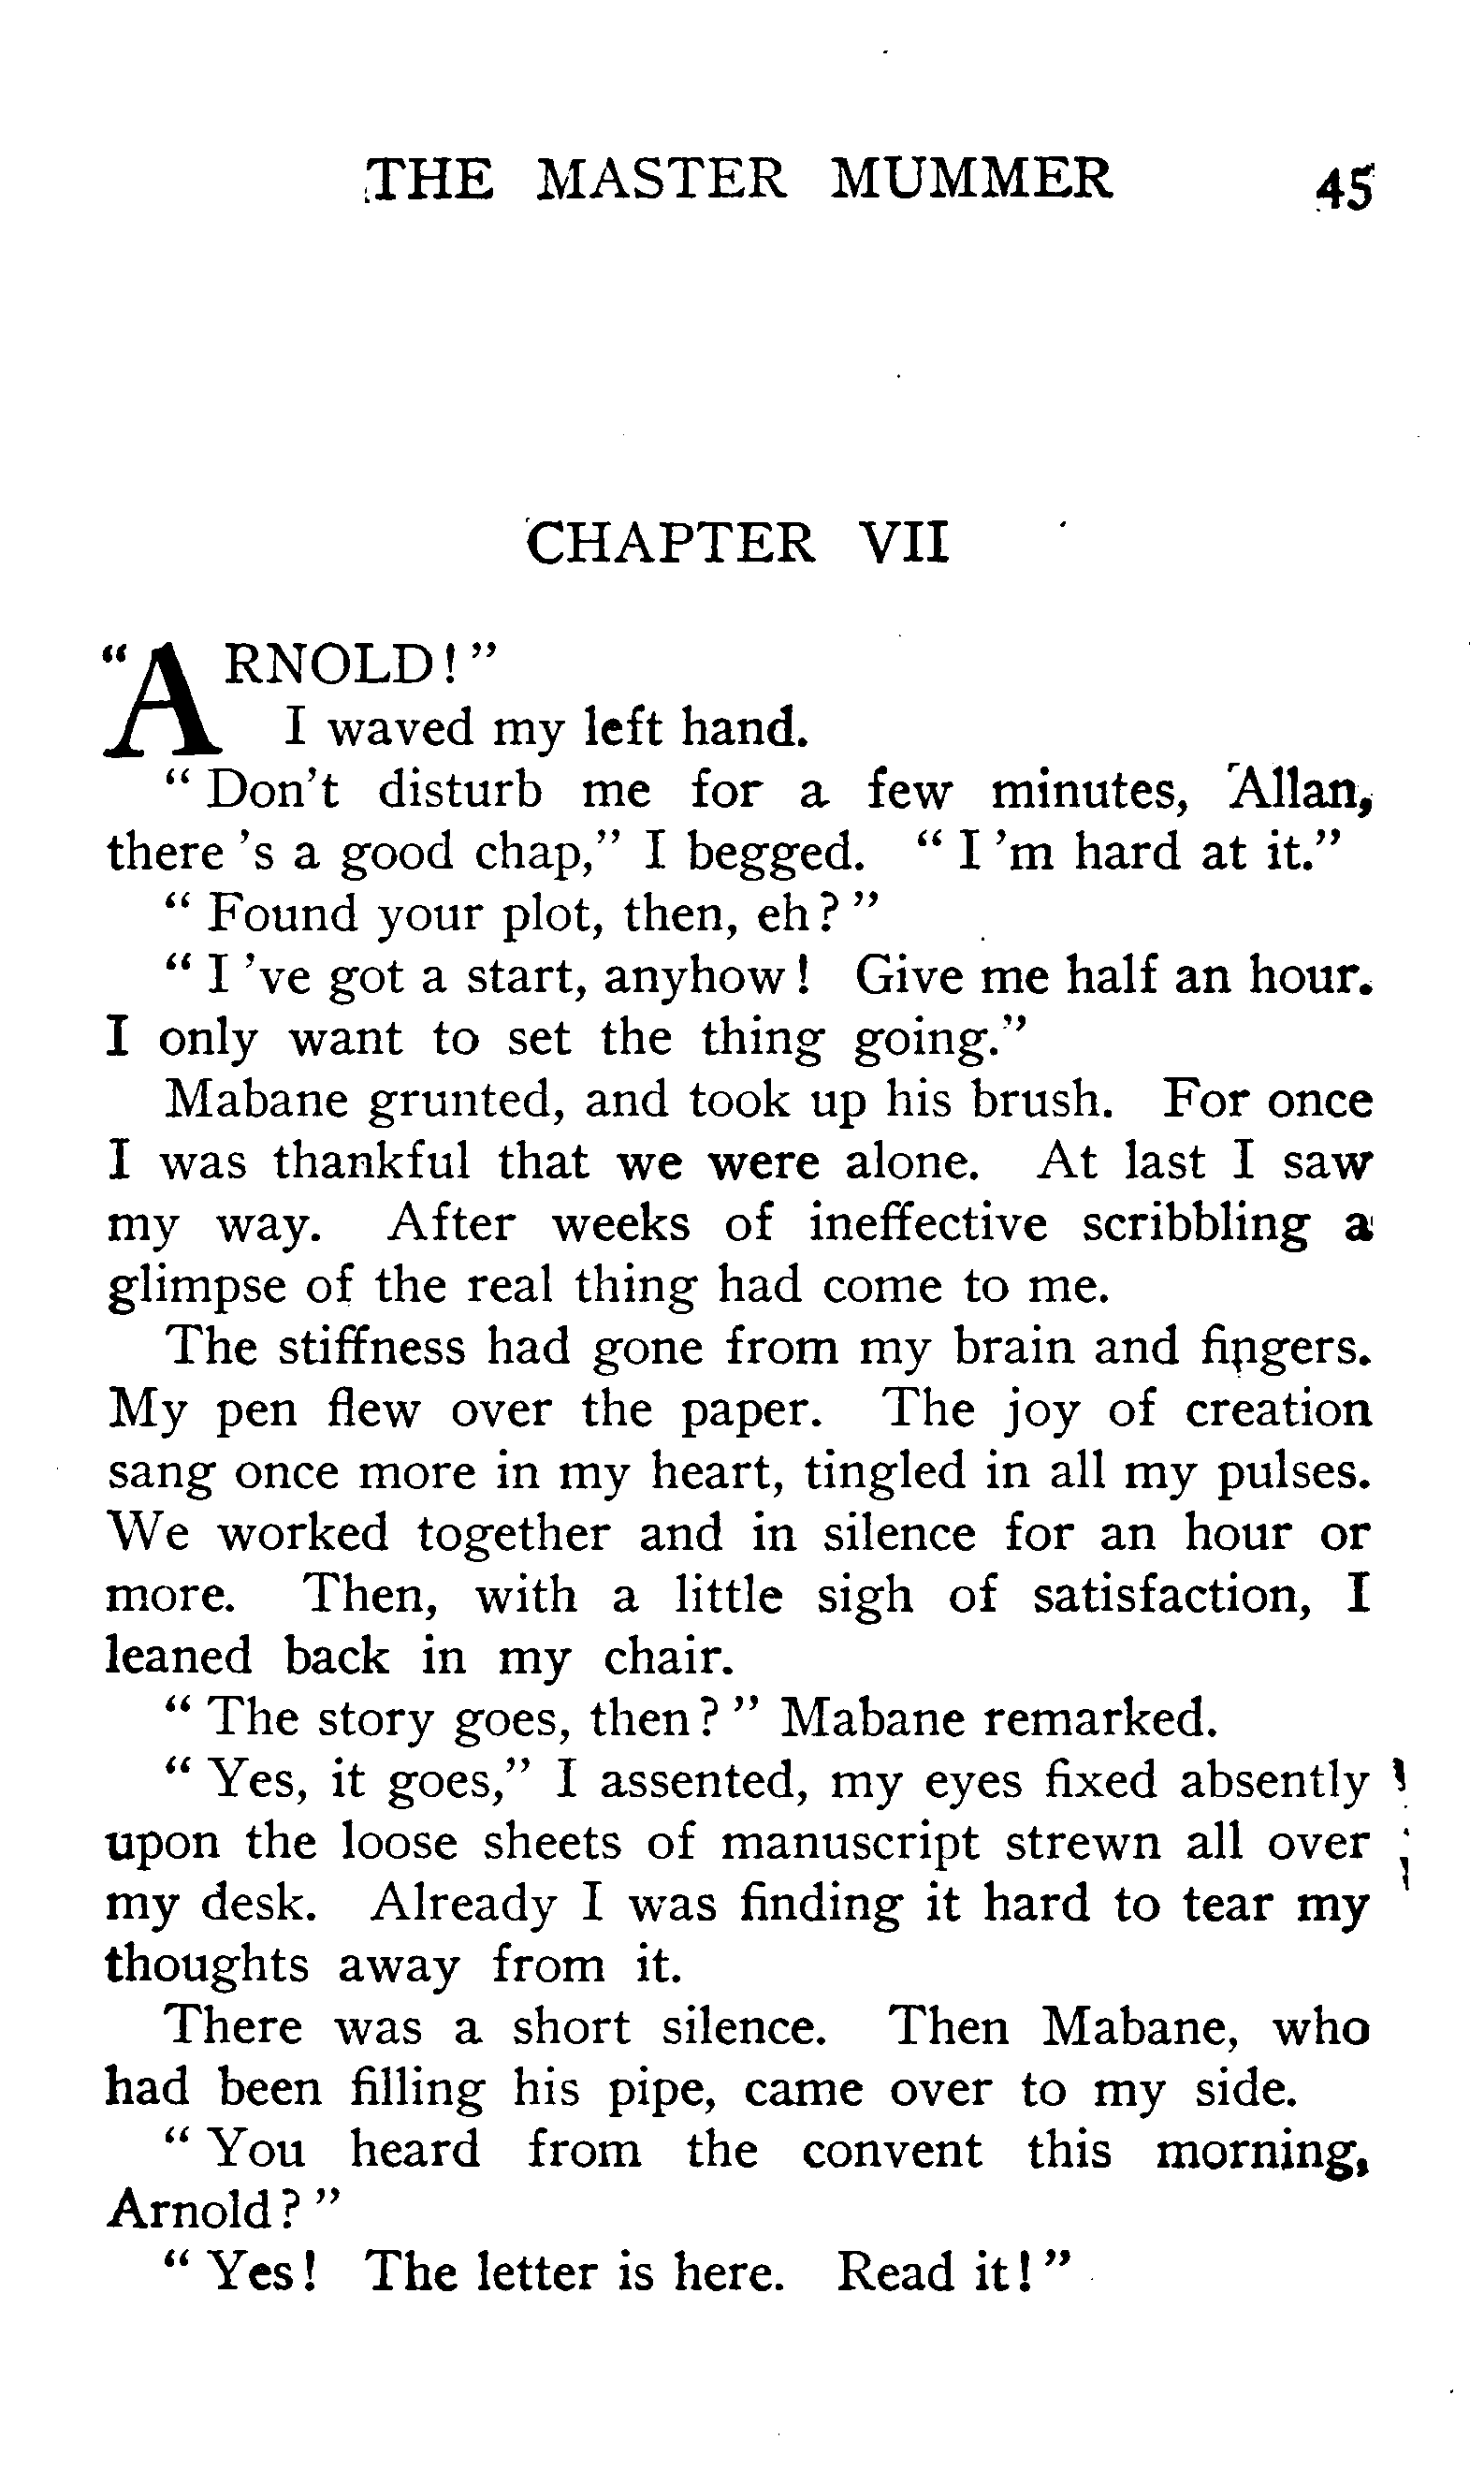 THE MASTER MUMMER 45
CHAPTER VII
“ARNOLD!”
I waved my left hand.
“Don't disturb me for a few minutes, Allan,
there 's a good chap,” I begged. “I 'm hard at it.”
“Found your plot, then, eh?”
“I 've got a start, anyhow! Give me half an hour.
I only want to set the thing going.”
Mabane grunted, and took up his brush. For once
I was thankful that we were alone. At last I saw
my way. After weeks of ineffective scribbling a
glimpse of the real thing had come to me.
The stiffness had gone from my brain and fingers.
My pen flew over the paper. The joy of creation
sang once more in my heart, tingled in all my pulses.
We worked together and in silence for an hour or
more. Then, with a little sigh of satisfaction, I
leaned back in my chair.
“The story goes, then?” Mabane remarked.
“Yes, it goes,” I assented, my eyes fixed absently
upon the loose sheets of manuscript strewn all over
my desk. Already I was finding it hard to tear my
thoughts away from it.
There was a short silence. Then Mabane, who
had been filling his pipe, came over to my side.
“You heard from the convent this morning,
Arnold?”
“Yes! The letter is here. Read it!”